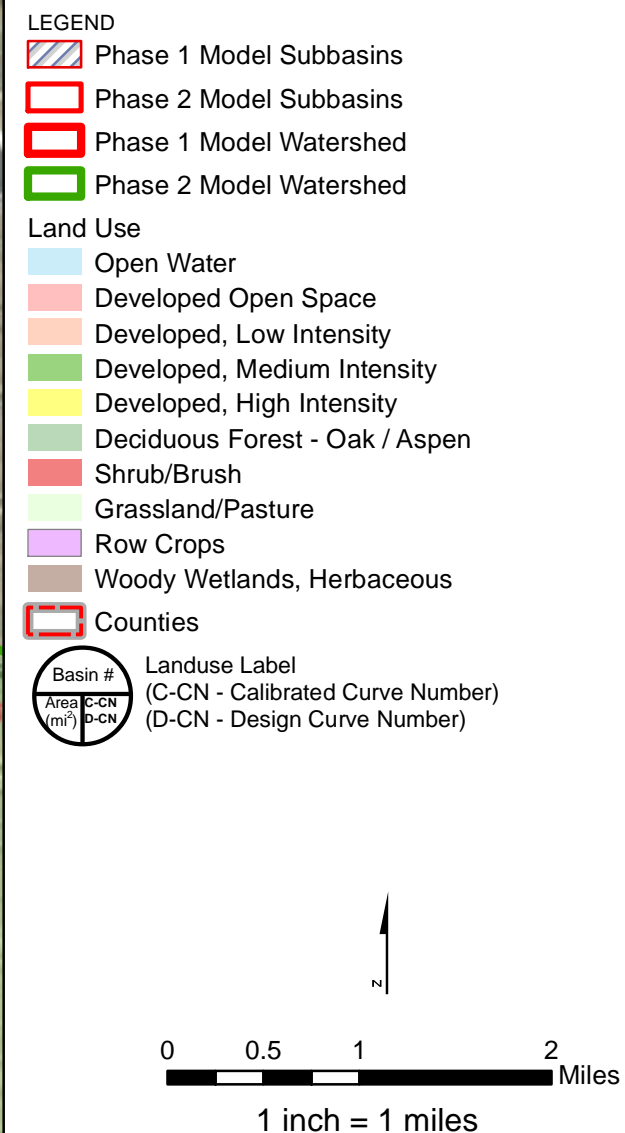 LEGEND
Phase 1 Model Subbasins
Phase 2 Model Subbasins
Phase 1 Model Watershed
Phase 2 Model Watershed
Land Use
Open Water
Developed Open Space
Developed, Low Intensity
Developed, Medium Intensity
Developed, High Intensity
Deciduous Forest - Oak / Aspen
Shrub/Brush
Grassland/Pasture
Row Crops
Woody Wetlands, Herbaceous
Counties
Basin #
Area C-CN
(mi²) D-CN
Landuse Label
(C-CN - Calibrated Curve Number)
(D-CN - Design Curve Number)
N
0 0.5 1 2
Miles
1 inch = 1 miles